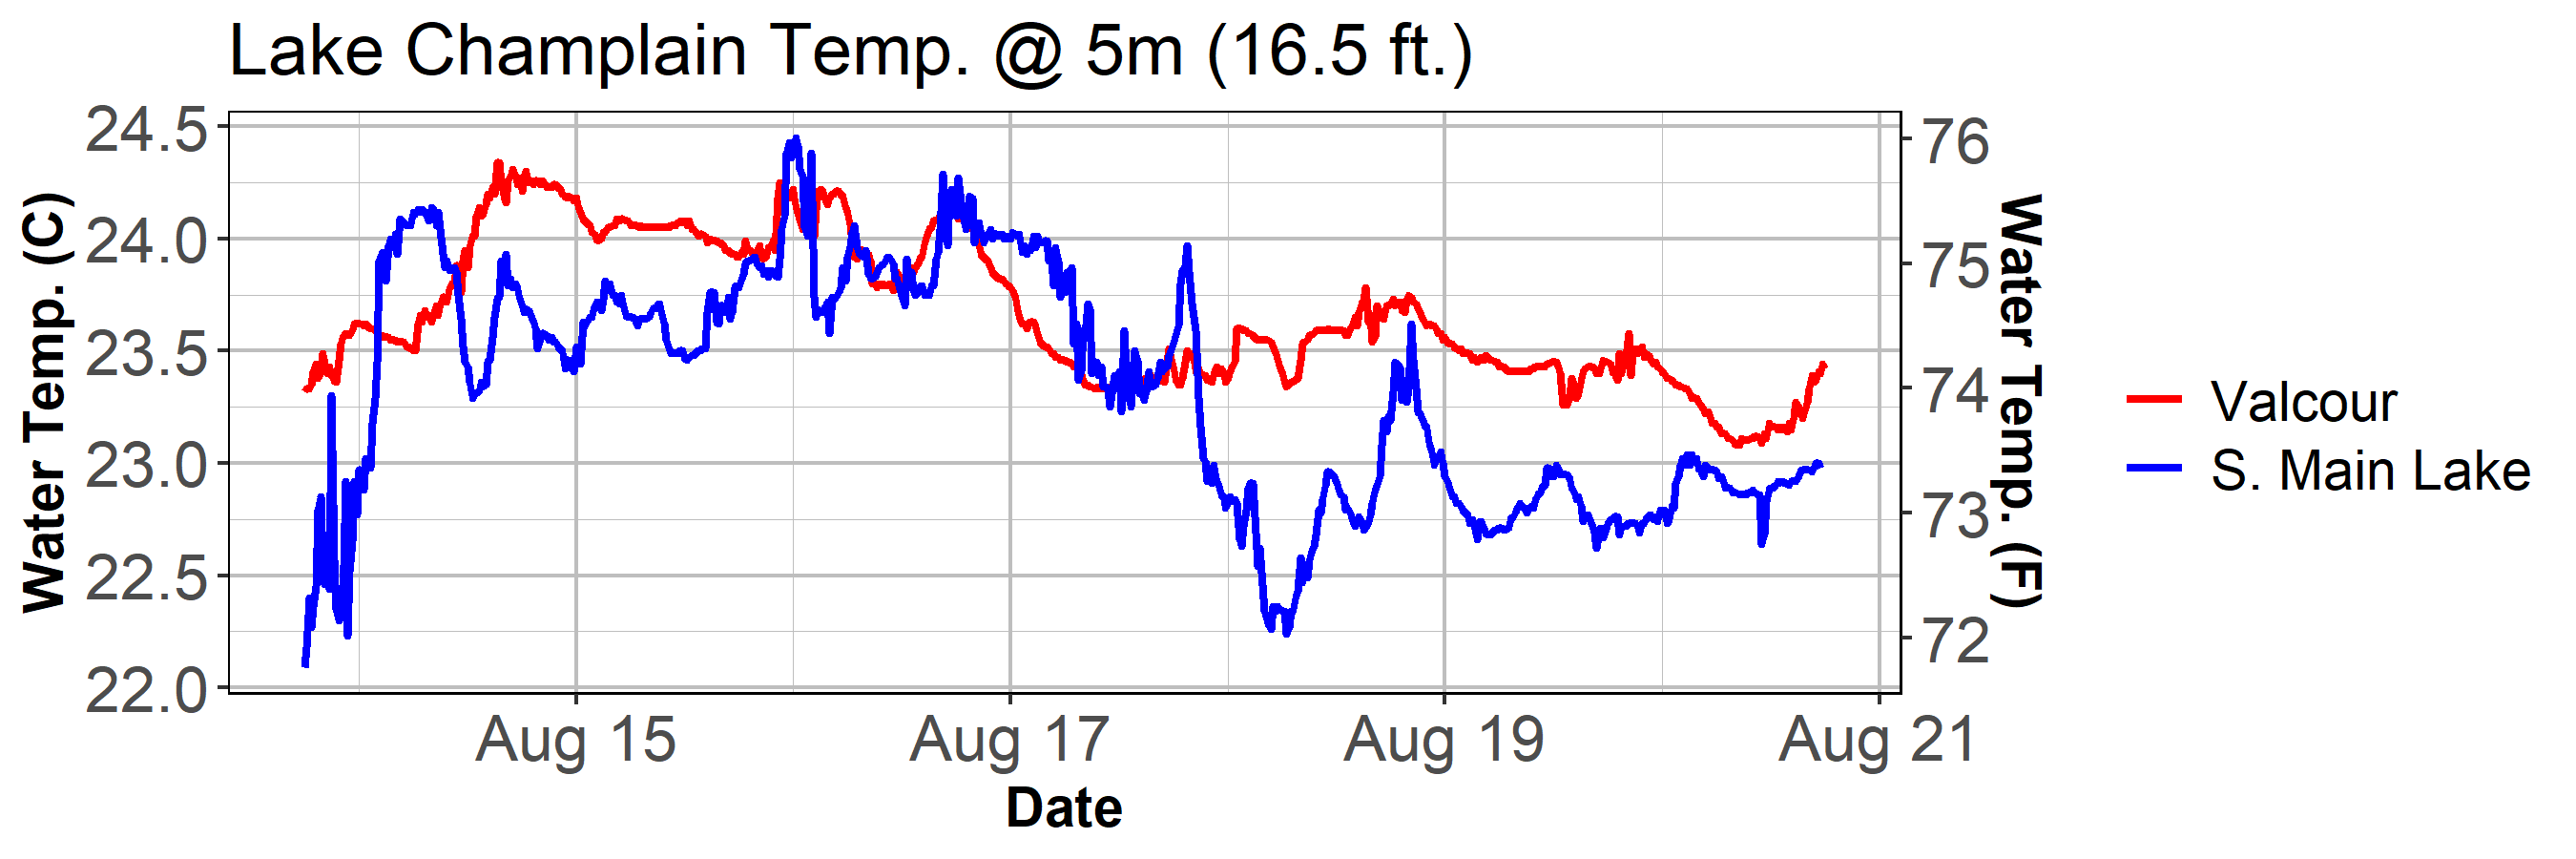 Lake Champlain Temp. @ 5m (16.5 ft.)
Water Temp. (C)
24.5
24.0
23.5
23.0
22.5
22.0
76
75
74
73
72
Water Temp. (F)
Aug 15
Aug 17
Aug 19
Aug 21
Date
Valcour
S. Main Lake